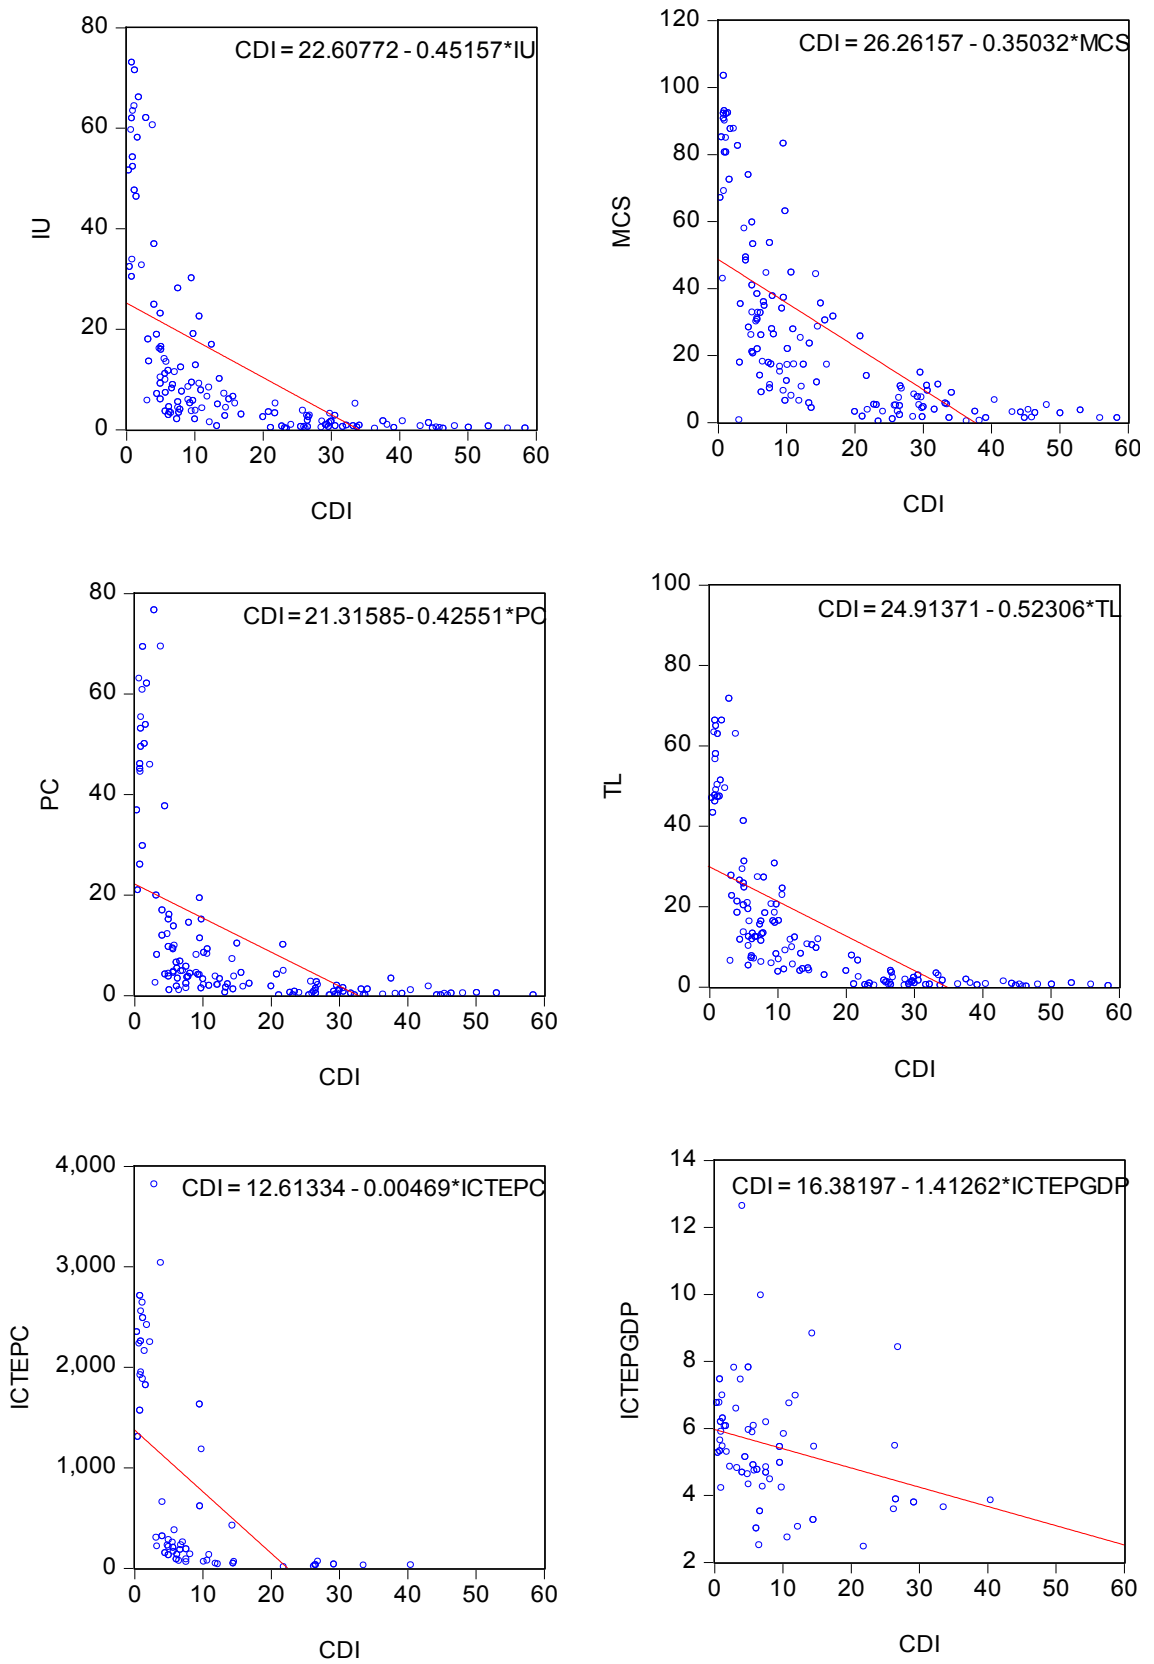 CDI = 22.60772 - 0.45157*IU
80
60
40
20
0
IU
0 10 20 30 40 50 60
CDI
CDI = 26.26157 - 0.35032*MCS
120
100
80
60
40
20
0
MCS
0 10 20 30 40 50 60
CDI
CDI = 21.31585- 0.42551*PC
80
60
40
20
0
PC
0 10 20 30 40 50 60
CDI
CDI = 24.91371 - 0.52306*TL
100
80
60
40
20
0
TL
0 10 20 30 40 50 60
CDI
CDI = 12.61334 - 0.00469*ICTEPC
4,000
3,000
2,000
1,000
0
ICTEPC
0 10 20 30 40 50 60
CDI
CDI = 16.38197 - 1.41262*ICTEPGDP
14
12
10
8
6
4
2
ICTEPGDP
0 10 20 30 40 50 60
CDI